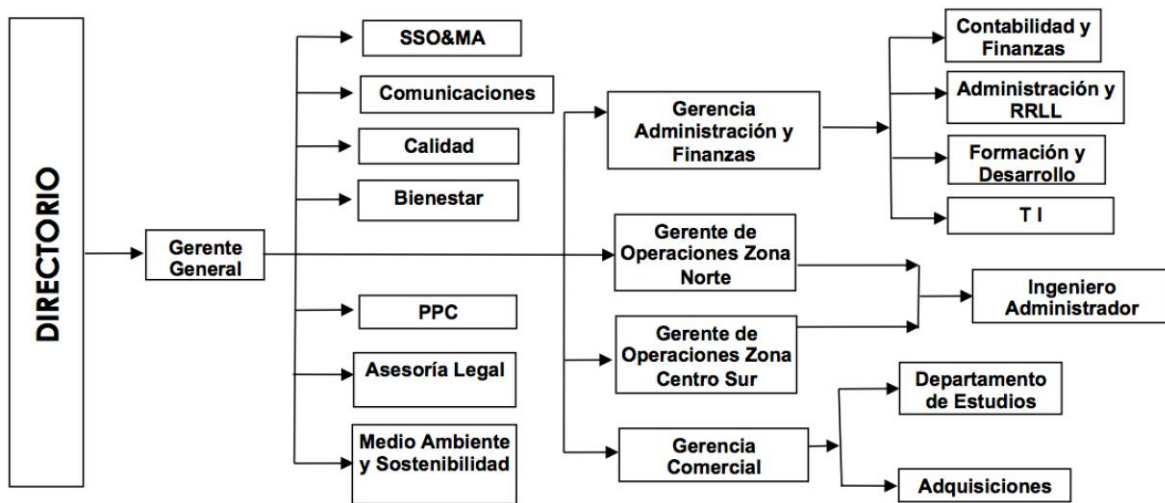 DIRECTORIO
Gerente
General
SSO&MA
Comunicaciones
Calidad
Bienestar
PPC
Asesoría Legal
Medio Ambiente
y Sostenibilidad
Gerencia
Administración y
Finanzas
Gerente de
Operaciones Zona
Norte
Gerente de
Operaciones Zona
Centro Sur
Gerencia
Comercial
Contabilidad y
Finanzas
Administración y
RRLL
Formación y
Desarrollo
T I
Ingeniero
Administrador
Departamento
de Estudios
Adquisiciones